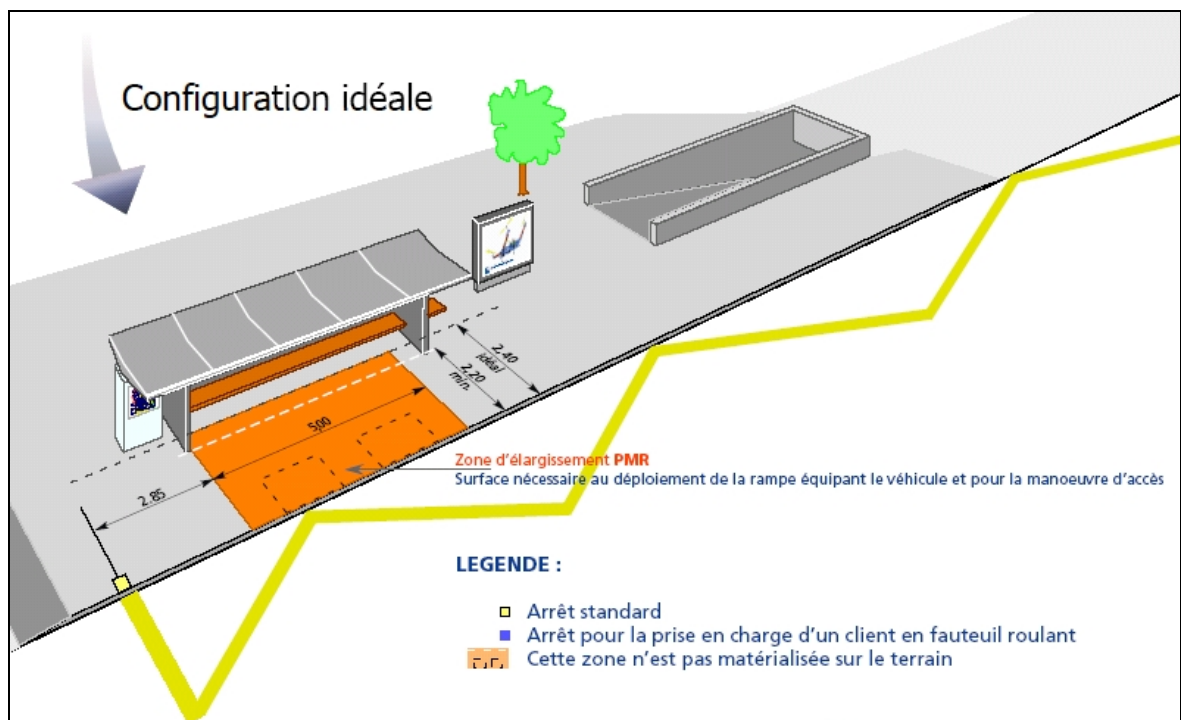 Configuration idéale
2,40
idéal
2,20
min.
5,00
2,85
Zone d'élargissement PMR
Surface nécessaire au déploiement de la rampe équipant le véhicule et pour la manoeuvre d'accès
LEGENDE :
Arrêt standard
Arrêt pour la prise en charge d'un client en fauteuil roulant
Cette zone n'est pas matérialisée sur le terrain